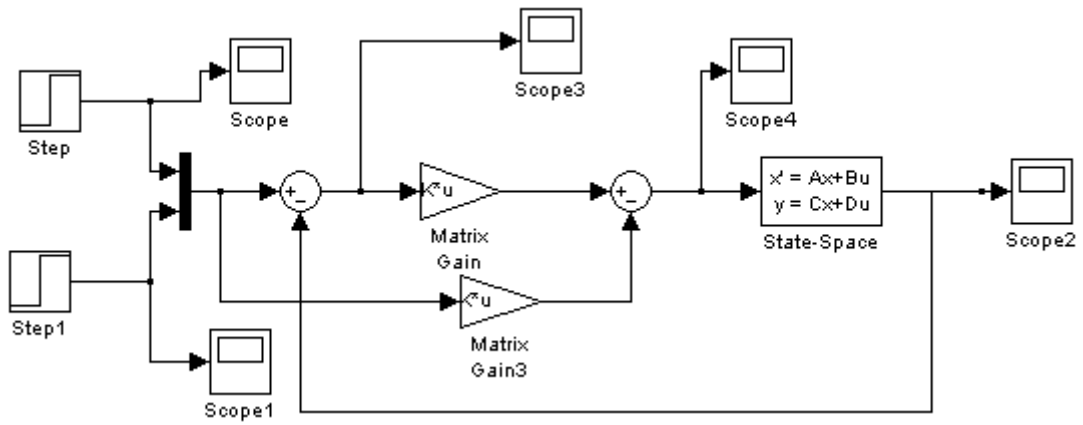 Scope3
Scope
Scope4
Step
+
−
u
+
−
x' = Ax+Bu
y = Cx+Du
Matrix
Gain
State-Space
Scope2
u
Step1
Matrix
Gain3
Scope1